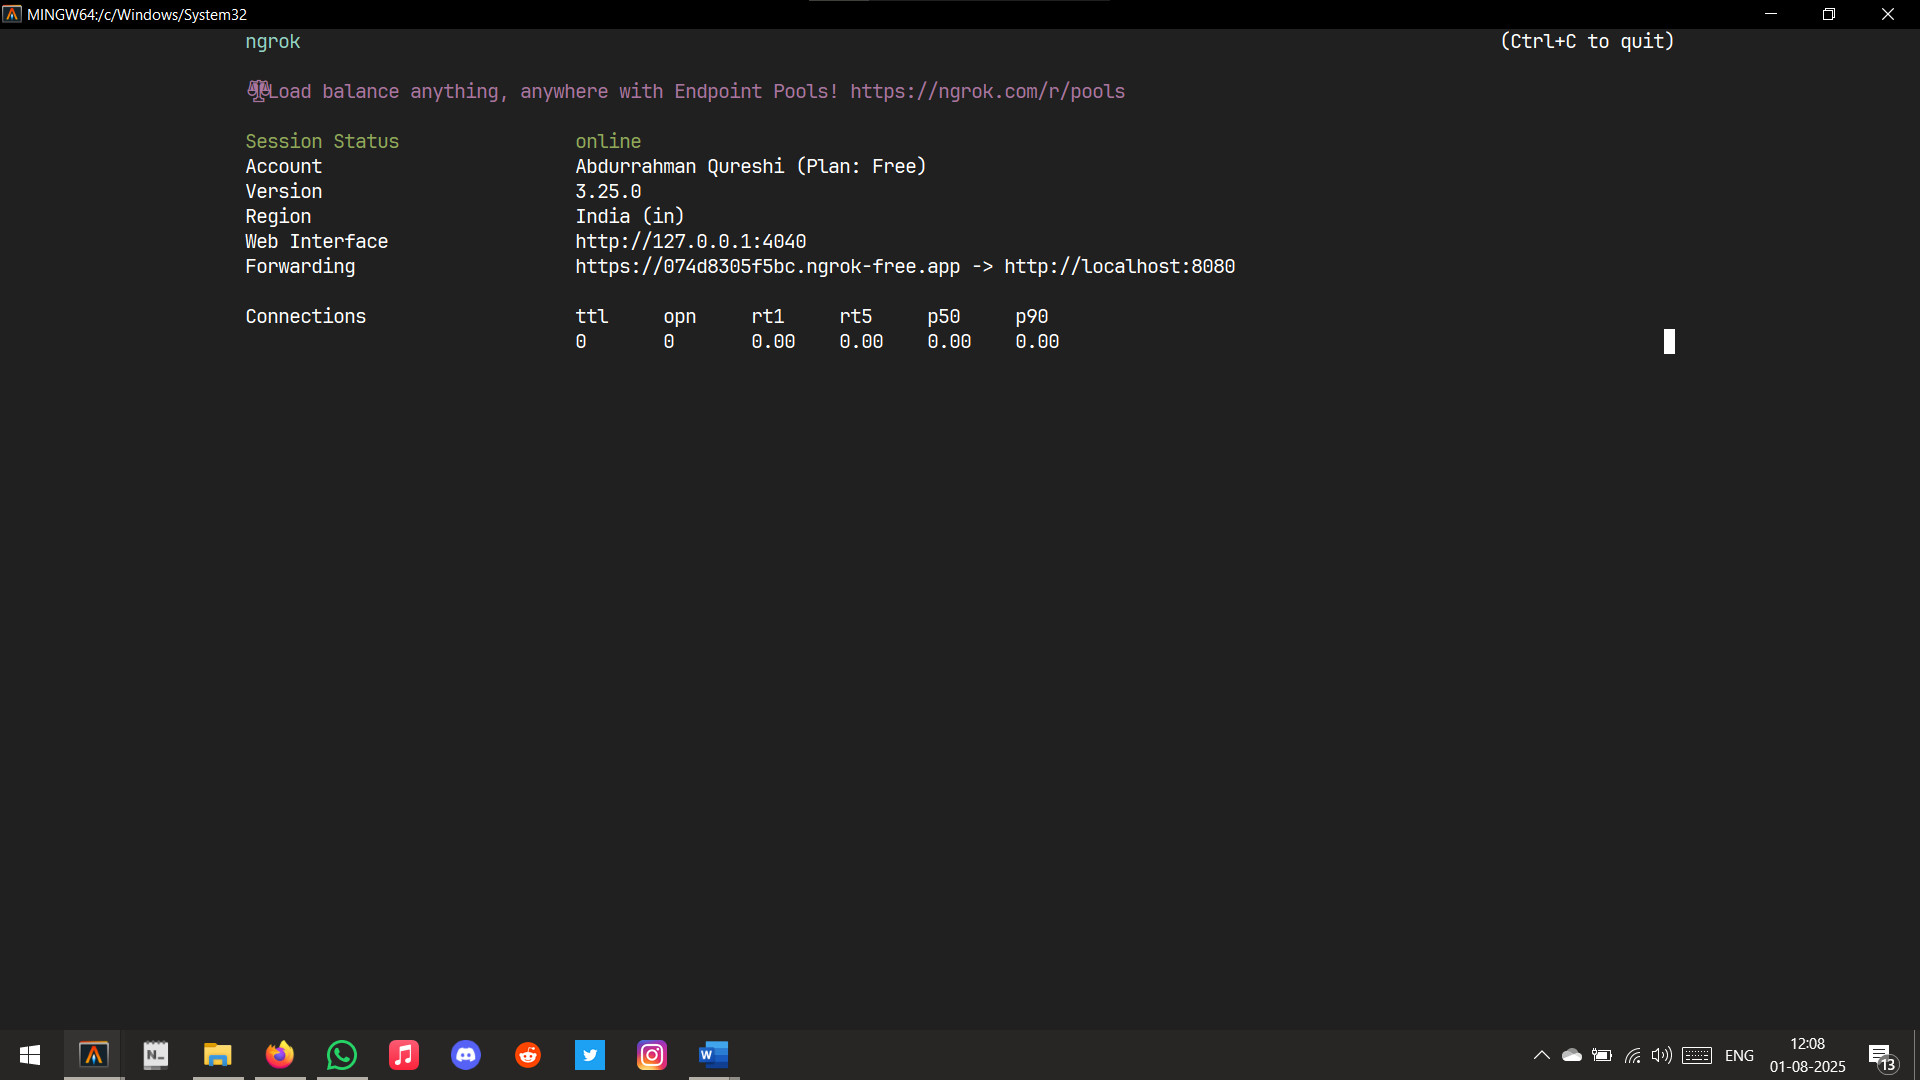 MINGW64:/c/Windows/System32
ngrok (Ctrl+C to quit)
Load balance anything, anywhere with Endpoint Pools! https://ngrok.com/r/pools
Session Status online
Account Abdurrahman Qureshi (Plan: Free)
Version 3.25.0
Region India (in)
Web Interface http://127.0.0.1:4040
Forwarding https://074d8305f5bc.ngrok-free.app -> http://localhost:8080
Connections ttl opn rt1 rt5 p50 p90
0 0 0.00 0.00 0.00 0.00
N_
W
ENG
12:08
01-08-2025
13